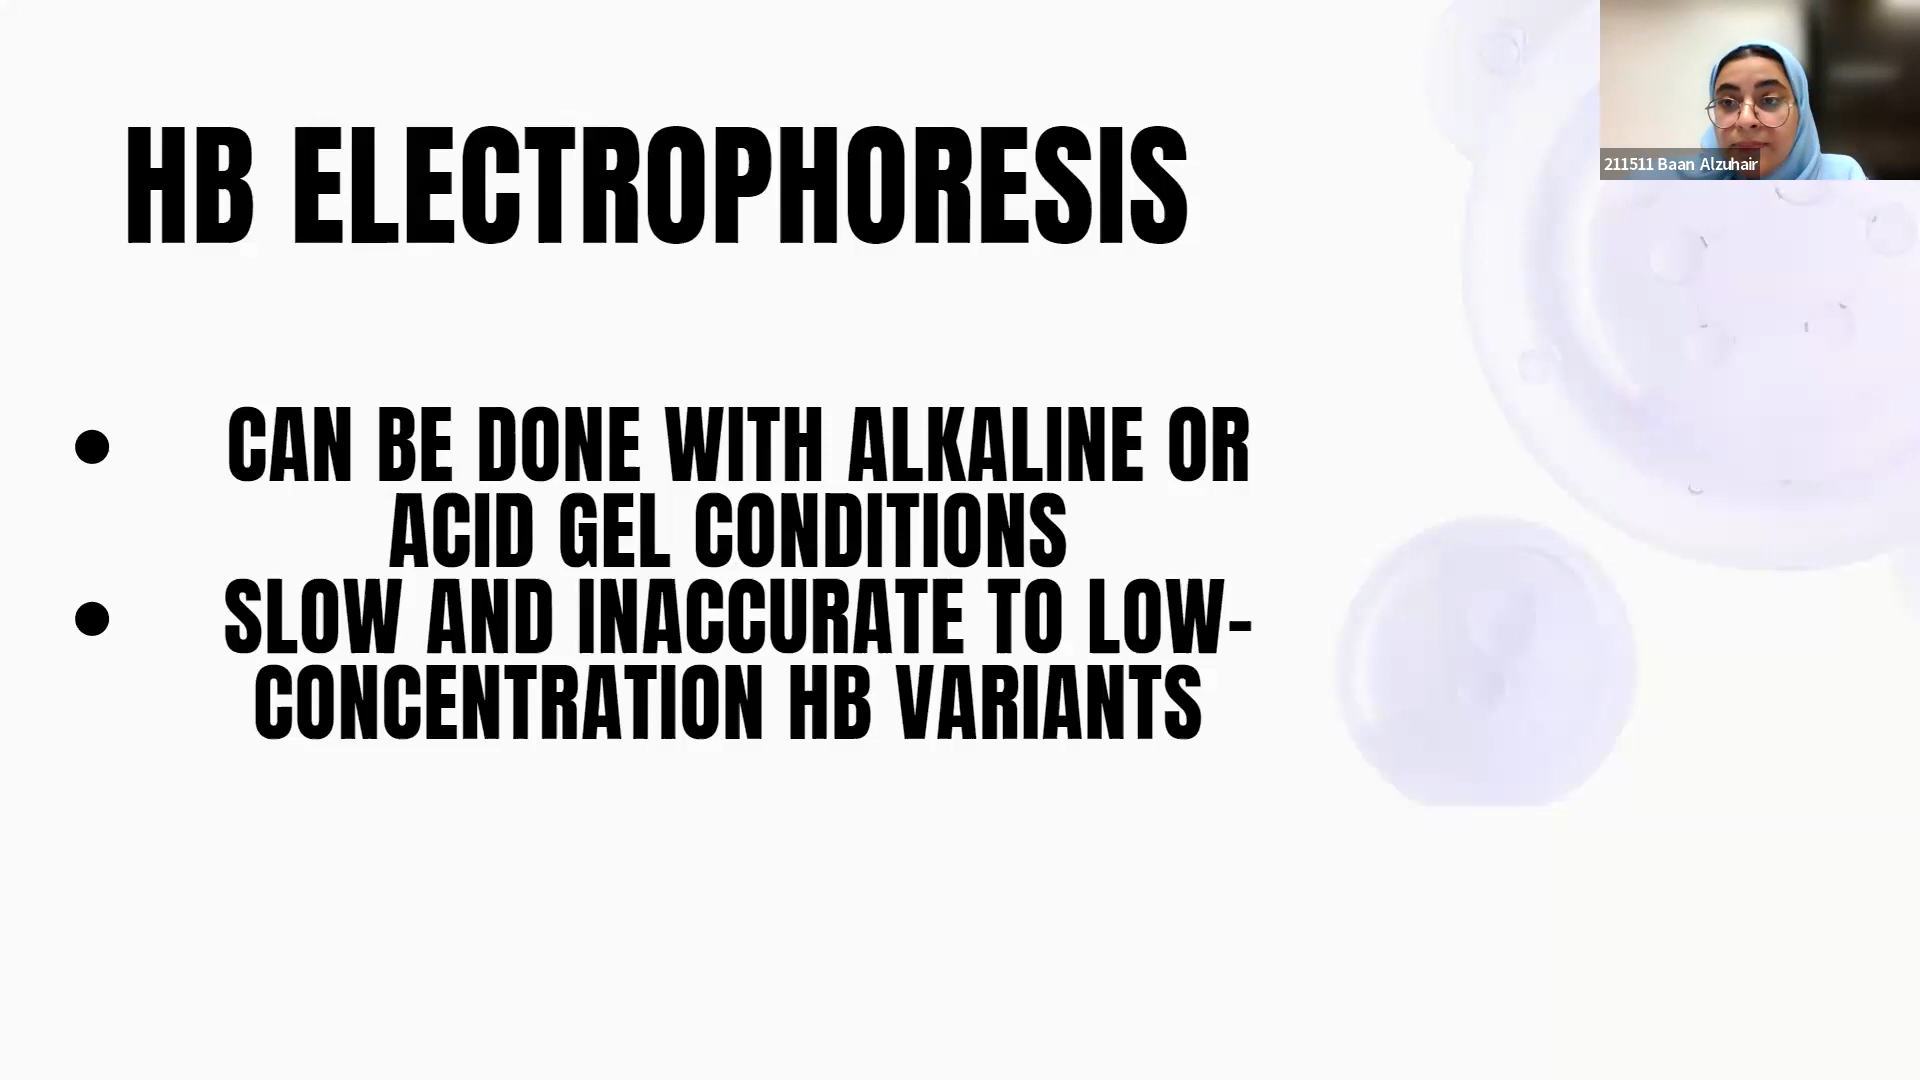 211511 Baan Alzuhair
HB ELECTROPHORESIS
• CAN BE DONE WITH ALKALINE OR
ACID GEL CONDITIONS
• SLOW AND INACCURATE TO LOW-
CONCENTRATION HB VARIANTS